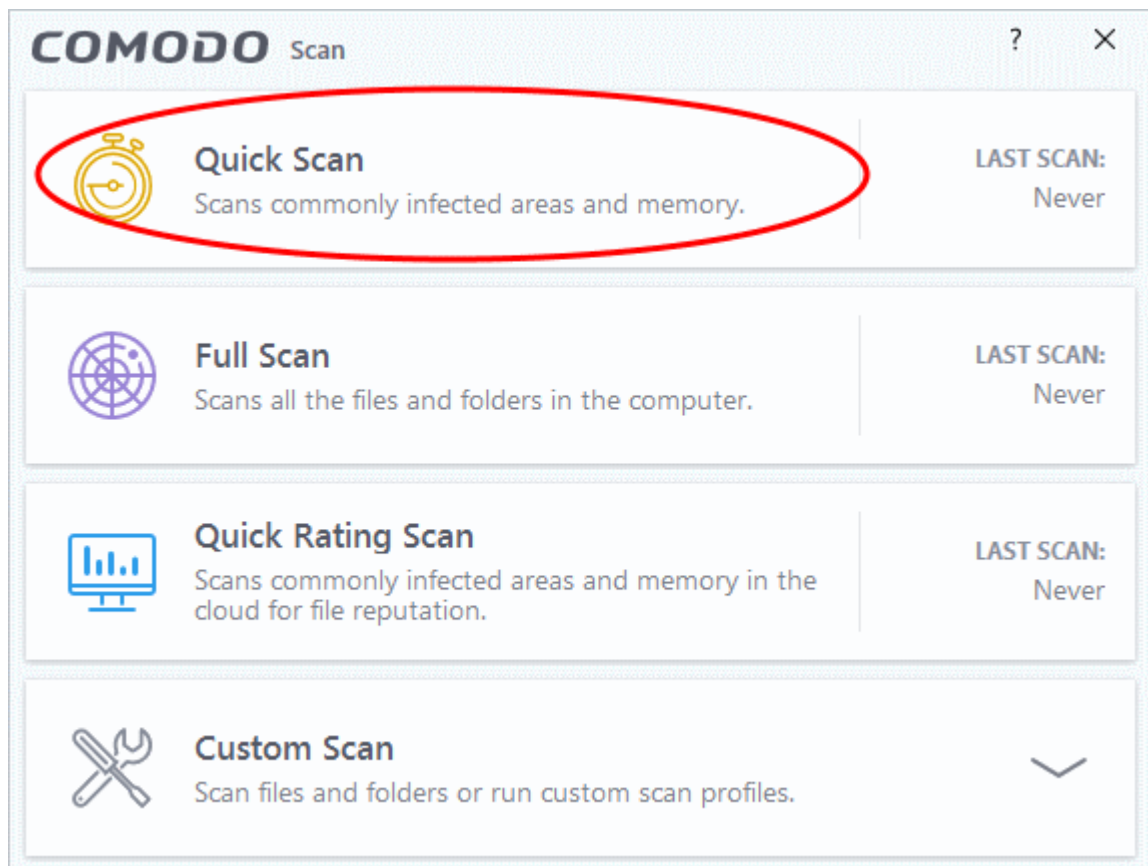 COMODO Scan
?
Quick Scan
Scans commonly infected areas and memory.
LAST SCAN:
Never
Full Scan
Scans all the files and folders in the computer.
LAST SCAN:
Never
Quick Rating Scan
Scans commonly infected areas and memory in the
cloud for file reputation.
LAST SCAN:
Never
Custom Scan
Scan files and folders or run custom scan profiles.